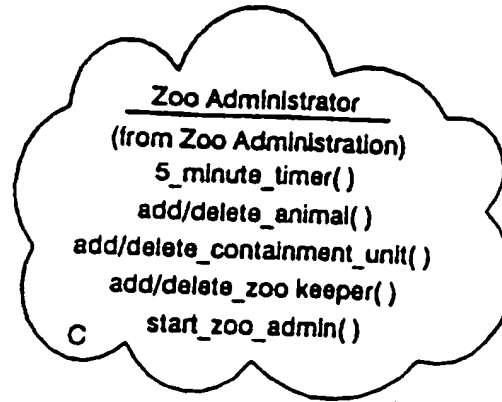 Zoo Administrator
(from Zoo Administration)
5_minute_timer( )
add/delete_animal( )
add/delete_containment_unit( )
add/delete_zoo keeper( )
start_zoo_admin( )
C